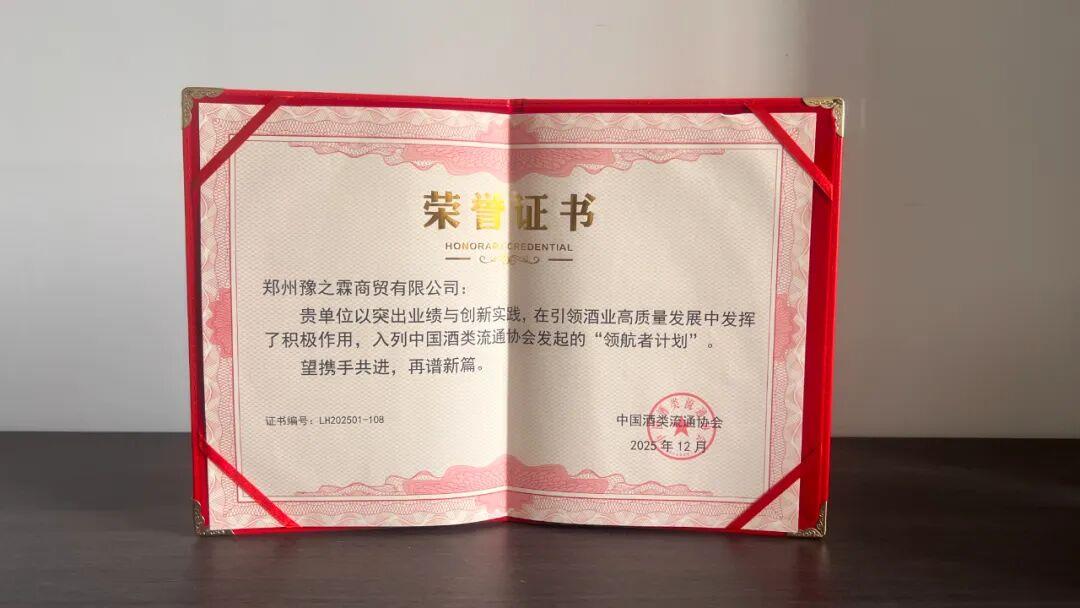 荣誉证书
HONORARY CREDENTIAL
郑州豫之霖商贸有限公司：
贵单位以突出业绩与创新实践，在引领酒业高质量发展中发挥
了积极作用，入列中国酒类流通协会发起的“领航者计划”。
望携手共进，再谱新篇。
证书编号：LH202501-108
中国酒类流通协会
2025年12月